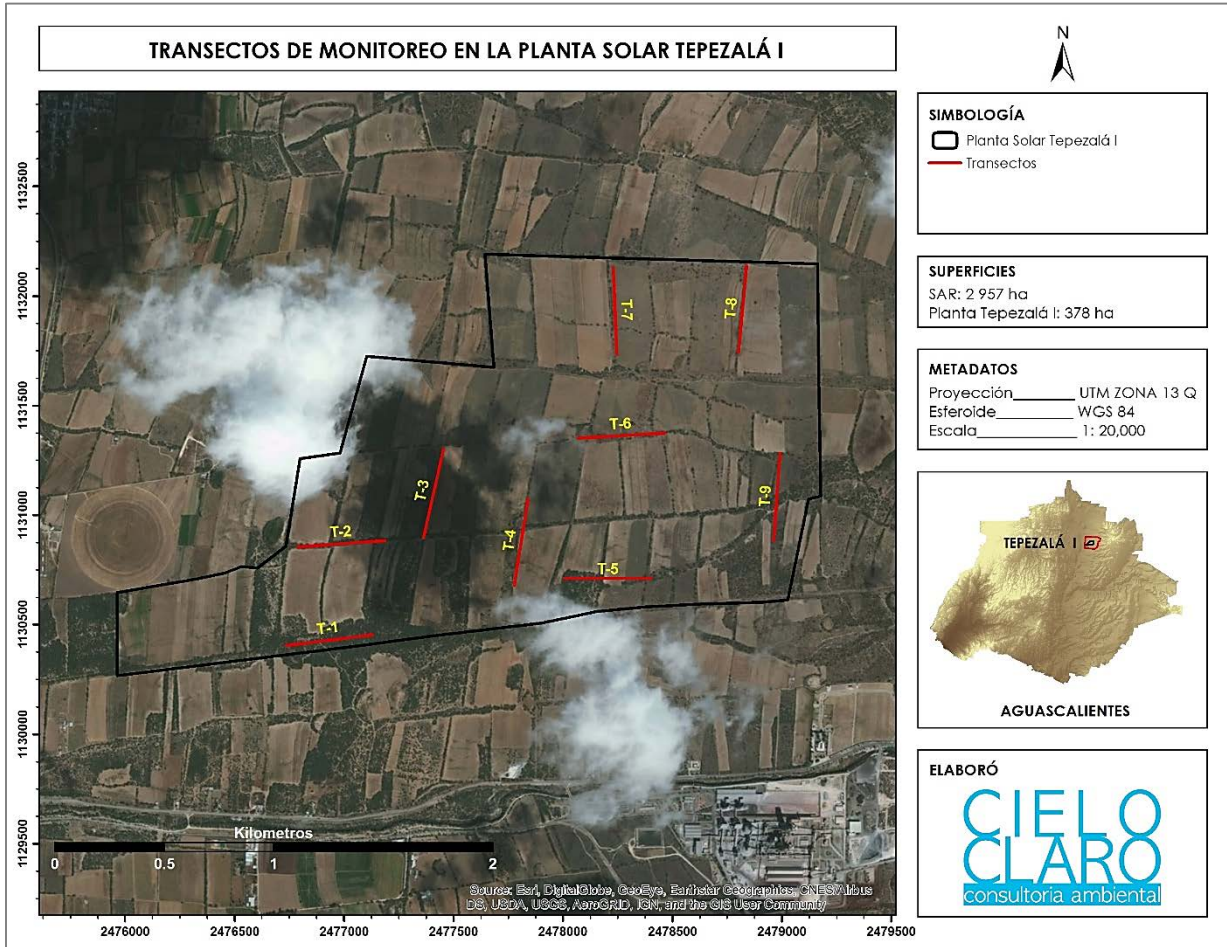 TRANSECTOS DE MONITOREO EN LA PLANTA SOLAR TEPEZALÁ I
N
SIMBOLOGÍA
Planta Solar Tepezalá I
Transectos
SUPERFICIES
SAR: 2 957 ha
Planta Tepezalá I: 378 ha
METADATOS
Proyección________ UTM ZONA 13 Q
Esferoide__________ WGS 84
Escala____________ 1: 20,000
TEPEZALÁ I
AGUASCALIENTES
ELABORÓ
CIELO
CLARO
consultoria ambiental
T-7
T-8
T-6
T-3
T-9
T-4
T-2
T-5
T-1
1132500
1132000
1131500
1131000
1130500
1130000
1129500
Kilometros
0 0.5 1 2
Source: Esri, DigitalGlobe, GeoEye, Earthstar Geographics, CNES/Airbus
DS, USDA, USGS, AeroGRID, IGN, and the GIS User Community
2476000 2476500 2477000 2477500 2478000 2478500 2479000 2479500